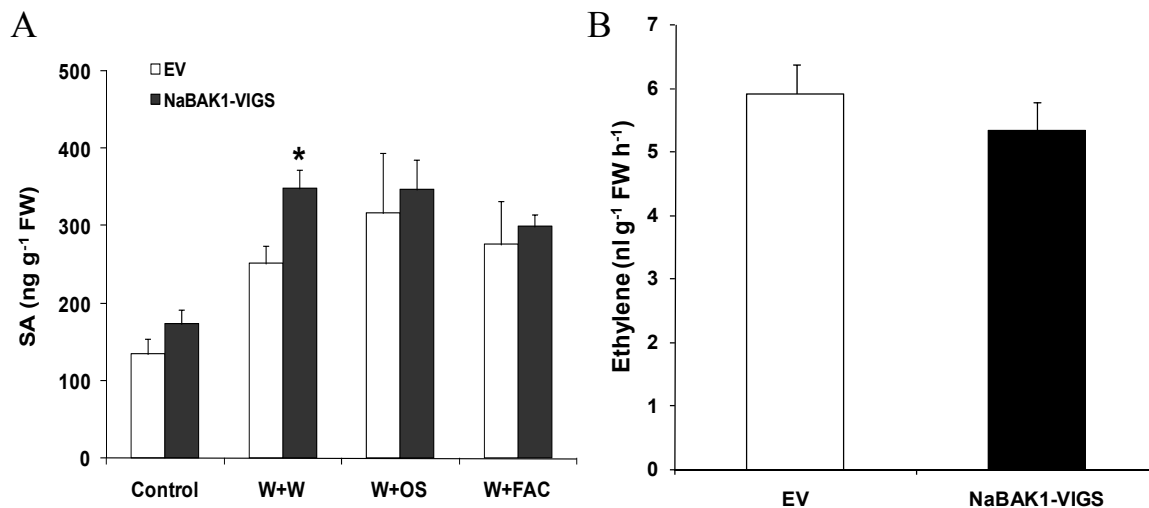 A
500
400
300
200
100
0
SA (ng g⁻¹ FW)
EV
NaBAK1-VIGS
*
Control W+W W+OS W+FAC
B
7
6
5
4
3
2
1
0
Ethylene (nl g⁻¹ FW h⁻¹)
EV NaBAK1-VIGS